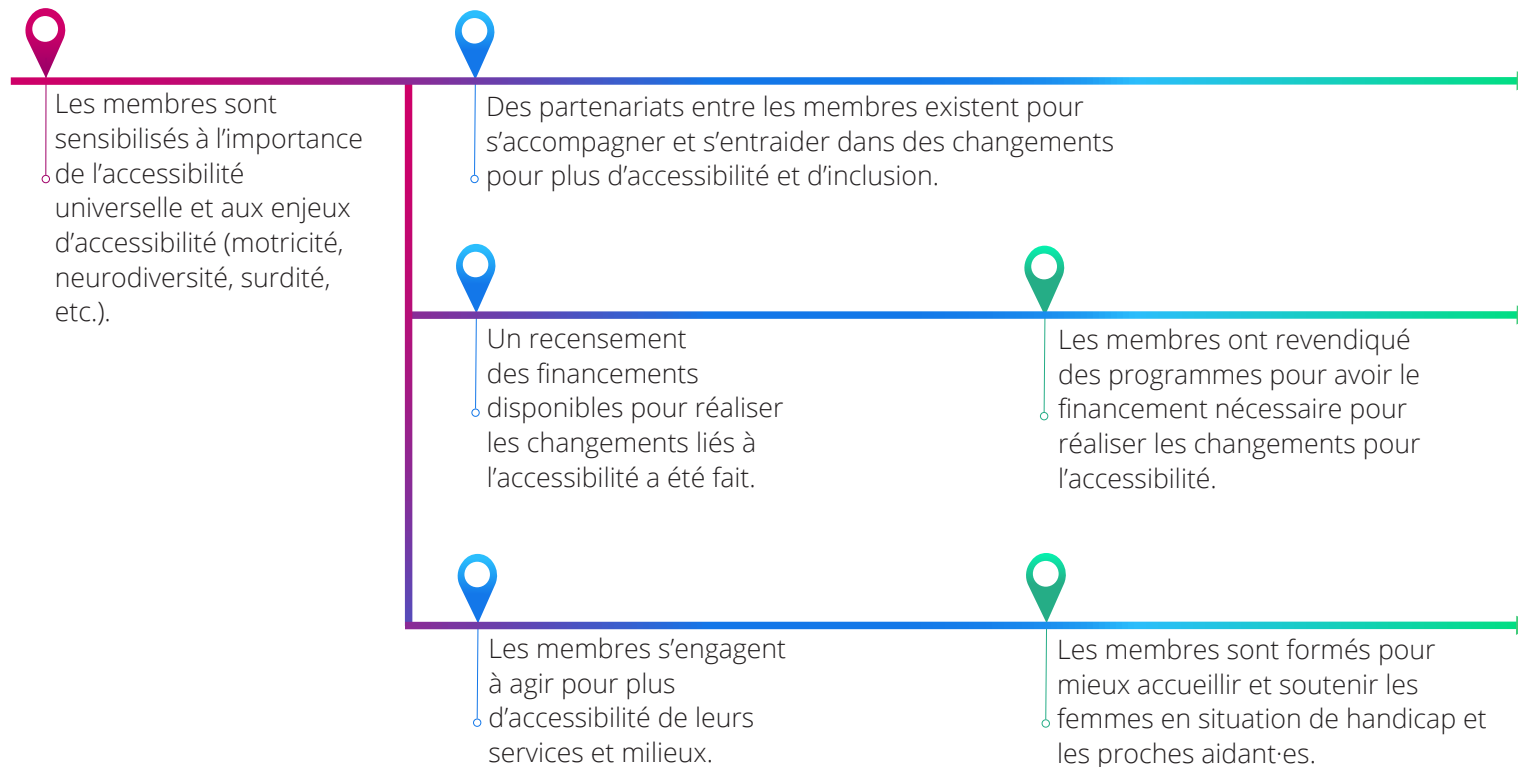 Les membres sont
sensibilisés à l’importance
de l’accessibilité
universelle et aux enjeux
d’accessibilité (motricité,
neurodiversité, surdité,
etc.).
Des partenariats entre les membres existent pour
s’accompagner et s’entraider dans des changements
pour plus d’accessibilité et d’inclusion.
Un recensement
des financements
disponibles pour réaliser
les changements liés à
l’accessibilité a été fait.
Les membres ont revendiqué
des programmes pour avoir le
financement nécessaire pour
réaliser les changements pour
l’accessibilité.
Les membres s’engagent
à agir pour plus
d’accessibilité de leurs
services et milieux.
Les membres sont formés pour
mieux accueillir et soutenir les
femmes en situation de handicap et
les proches aidant·es.